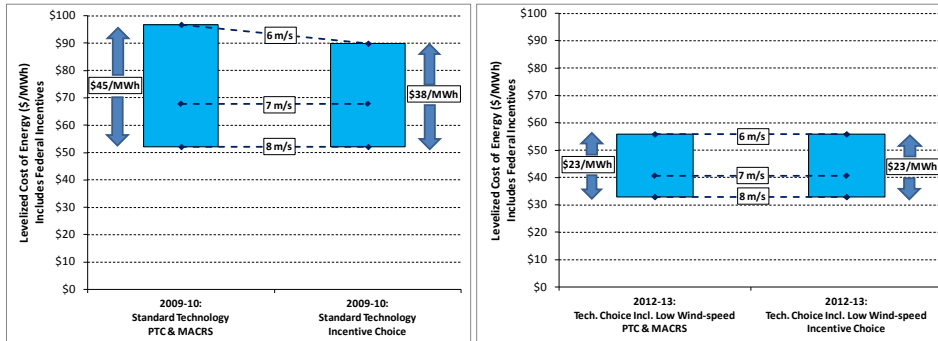 Levelized Cost of Energy ($/MWh)
Includes Federal Incentives
$100
$90
$80
$70
$60
$50
$40
$30
$20
$10
$0
6 m/s
7 m/s
8 m/s
$45/MWh
$38/MWh
2009-10:
Standard Technology
PTC & MACRS
2009-10:
Standard Technology
Incentive Choice
Levelized Cost of Energy ($/MWh)
Includes Federal Incentives
$100
$90
$80
$70
$60
$50
$40
$30
$20
$10
$0
6 m/s
7 m/s
8 m/s
$23/MWh
$23/MWh
2012-13:
Tech. Choice Incl. Low Wind-speed
PTC & MACRS
2012-13:
Tech. Choice Incl. Low Wind-speed
Incentive Choice